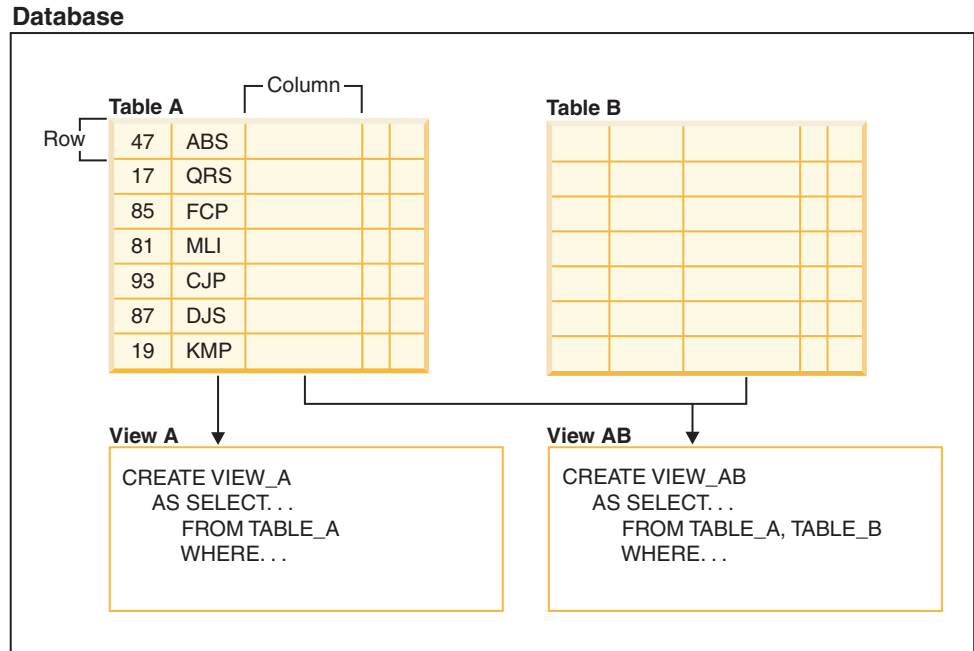 Database
Column
Table A
Table B
Row
47 ABS
17 QRS
85 FCP
81 MLI
93 CJP
87 DJS
19 KMP
View A
CREATE VIEW_A
AS SELECT. . .
FROM TABLE_A
WHERE. . .
View AB
CREATE VIEW_AB
AS SELECT. . .
FROM TABLE_A, TABLE_B
WHERE. . .